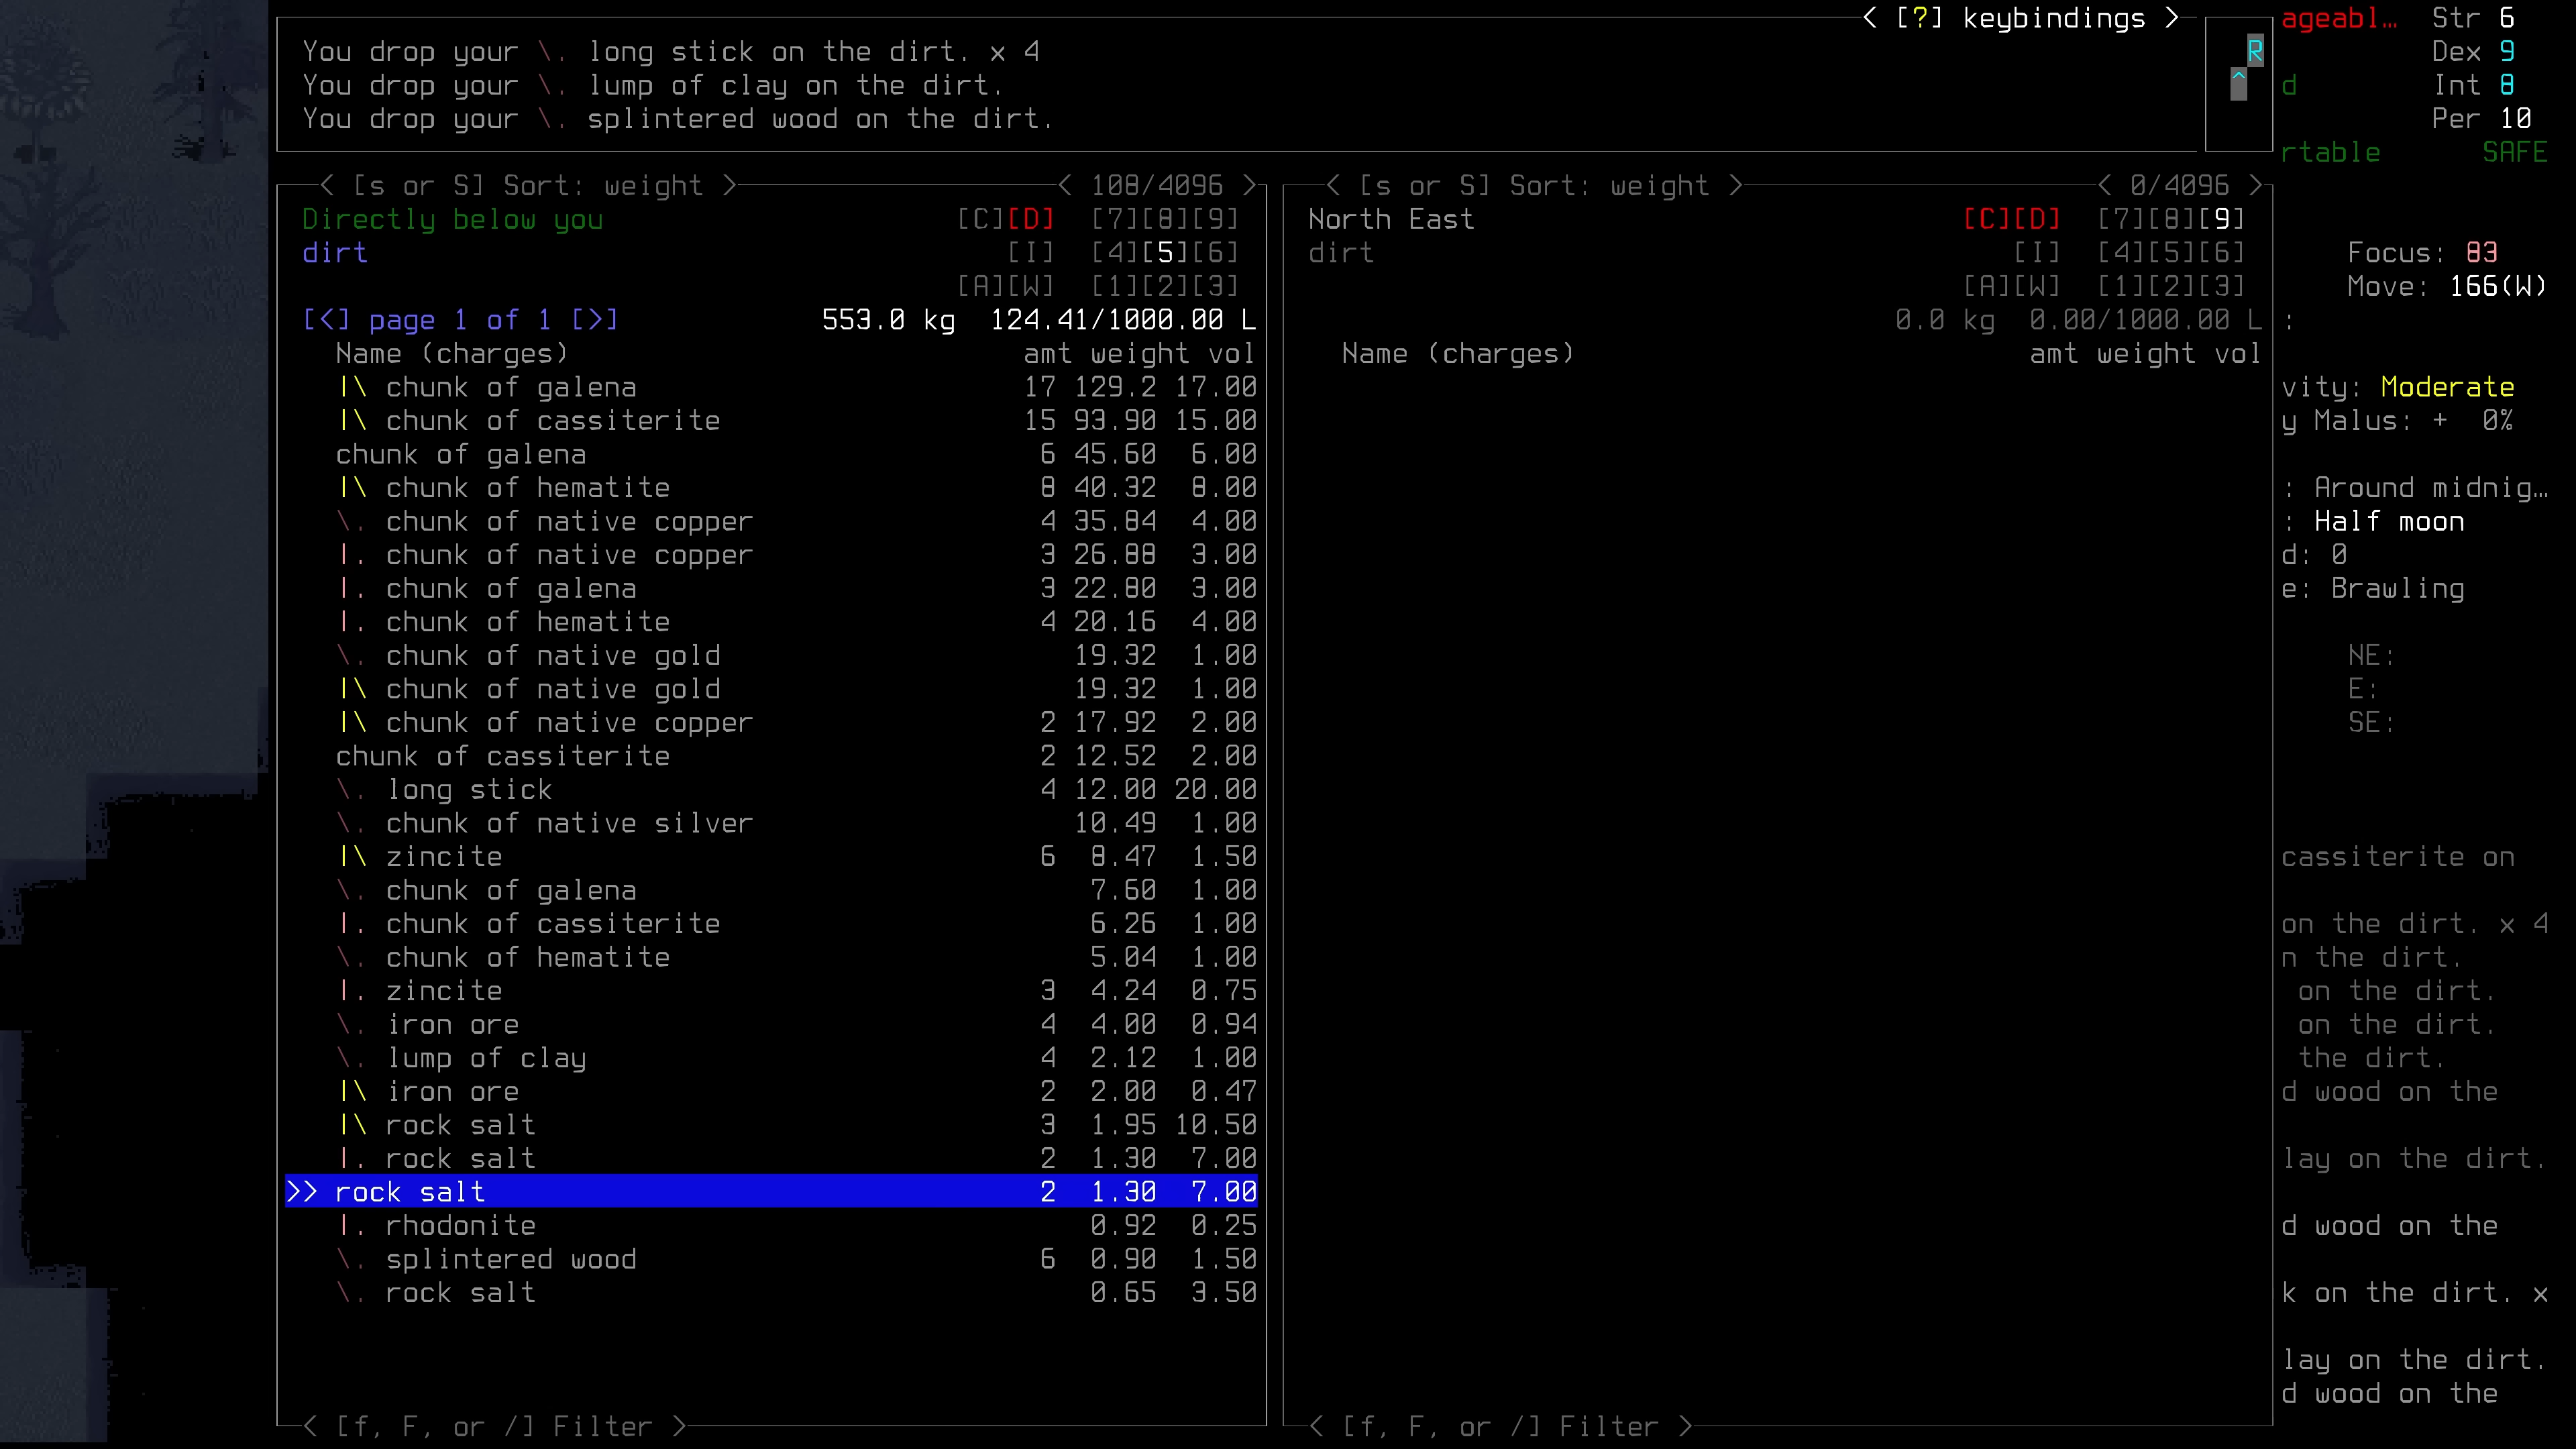 < [?] keybindings >
You drop your \. long stick on the dirt. x 4
You drop your \. lump of clay on the dirt.
You drop your \. splintered wood on the dirt.
R
^
ageabl… Str 6
Dex 9
d Int 8
Per 10
rtable SAFE
< [s or S] Sort: weight > < 108/4096 >
Directly below you [C][D] [7][8][9]
dirt [I] [4][5][6]
[A][W] [1][2][3]
[<] page 1 of 1 [>] 553.0 kg 124.41/1000.00 L
Name (charges) amt weight vol
|\ chunk of galena 17 129.2 17.00
|\ chunk of cassiterite 15 93.90 15.00
chunk of galena 6 45.60 6.00
|\ chunk of hematite 8 40.32 8.00
\. chunk of native copper 4 35.84 4.00
|. chunk of native copper 3 26.88 3.00
|. chunk of galena 3 22.80 3.00
|. chunk of hematite 4 20.16 4.00
\. chunk of native gold 19.32 1.00
|\ chunk of native gold 19.32 1.00
|\ chunk of native copper 2 17.92 2.00
chunk of cassiterite 2 12.52 2.00
\. long stick 4 12.00 20.00
\. chunk of native silver 10.49 1.00
|\ zincite 6 8.47 1.50
\. chunk of galena 7.60 1.00
|. chunk of cassiterite 6.26 1.00
\. chunk of hematite 5.04 1.00
|. zincite 3 4.24 0.75
\. iron ore 4 4.00 0.94
\. lump of clay 4 2.12 1.00
|\ iron ore 2 2.00 0.47
|\ rock salt 3 1.95 10.50
|. rock salt 2 1.30 7.00
>> rock salt 2 1.30 7.00
|. rhodonite 0.92 0.25
\. splintered wood 6 0.90 1.50
\. rock salt 0.65 3.50
< [f, F, or /] Filter >
< [s or S] Sort: weight > < 0/4096 >
North East [C][D] [7][8][9]
dirt [I] [4][5][6]
[A][W] [1][2][3]
0.0 kg 0.00/1000.00 L
Name (charges) amt weight vol
< [f, F, or /] Filter >
Focus: 83
Move: 166(W)
:
vity: Moderate
y Malus: + 0%
: Around midnig…
: Half moon
d: 0
e: Brawling
NE:
E:
SE:
cassiterite on
on the dirt. x 4
n the dirt.
on the dirt.
on the dirt.
the dirt.
d wood on the
lay on the dirt.
d wood on the
k on the dirt. x
lay on the dirt.
d wood on the